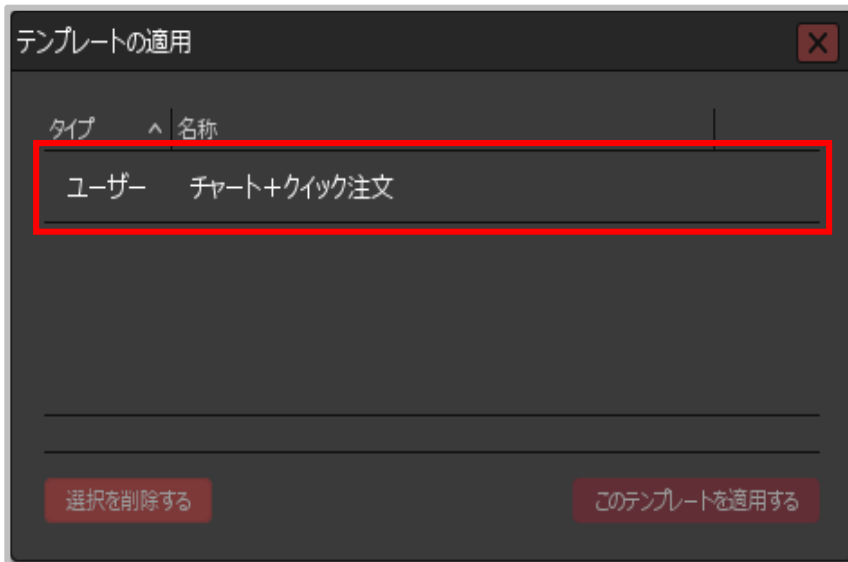 テンプレートの適用
タイプ 名称
ユーザー チャート＋クイック注文
選択を削除する このテンプレートを適用する